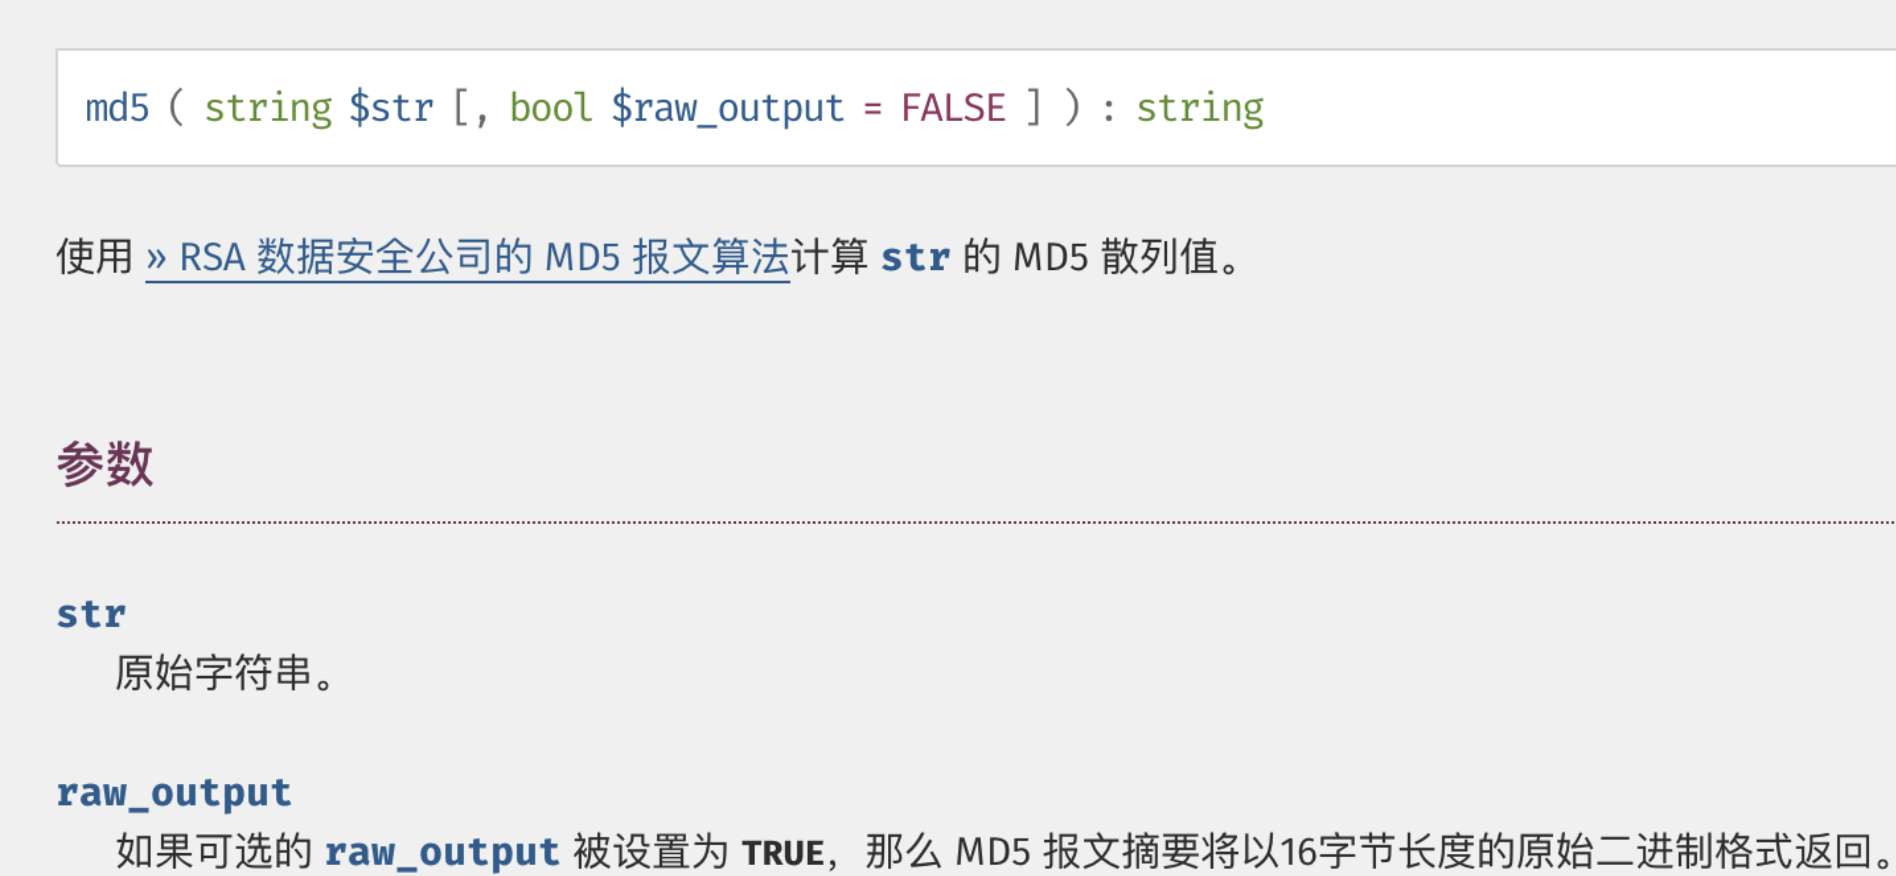 md5 ( string $str [, bool $raw_output = FALSE ] ) : string
使用 » RSA 数据安全公司的 MD5 报文算法计算 str 的 MD5 散列值。
参数
str
原始字符串。
raw_output
如果可选的 raw_output 被设置为 TRUE，那么 MD5 报文摘要将以16字节长度的原始二进制格式返回。